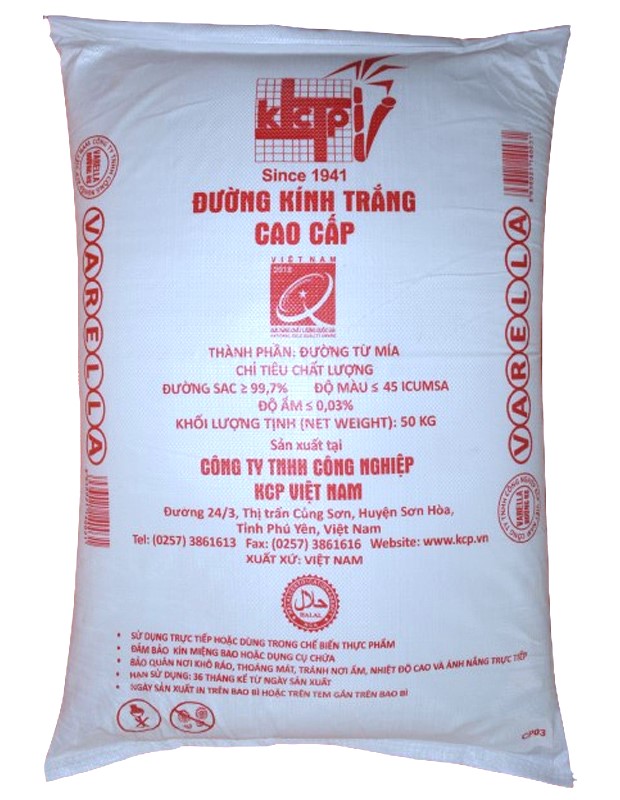 kcp
Since 1941
ĐƯỜNG KÍNH TRẮNG
CAO CẤP
VIỆT NAM
2018
THÀNH PHẦN: ĐƯỜNG TỪ MÍA
CHỈ TIÊU CHẤT LƯỢNG
ĐƯỜNG SAC ≥ 99,7% ĐỘ MÀU ≤ 45 ICUMSA
ĐỘ ẨM ≤ 0,03%
KHỐI LƯỢNG TỊNH (NET WEIGHT): 50 KG
Sản xuất tại
CÔNG TY TNHH CÔNG NGHIỆP
KCP VIỆT NAM
Đường 24/3, Thị trấn Củng Sơn, Huyện Sơn Hòa,
Tỉnh Phú Yên, Việt Nam
Tel: (0257) 3861613 Fax: (0257) 3861616 Website: www.kcp.vn
XUẤT XỨ: VIỆT NAM
حلال
HALAL
• SỬ DỤNG TRỰC TIẾP HOẶC DÙNG TRONG CHẾ BIẾN THỰC PHẨM
• ĐẢM BẢO KÍN MIỆNG BAO HOẶC DỤNG CỤ CHỨA
• BẢO QUẢN NƠI KHÔ RÁO, THOÁNG MÁT, TRÁNH NƠI ẨM, NHIỆT ĐỘ CAO VÀ ÁNH NẮNG TRỰC TIẾP
• HẠN SỬ DỤNG: 36 THÁNG KỂ TỪ NGÀY SẢN XUẤT
• NGÀY SẢN XUẤT IN TRÊN BAO BÌ HOẶC TRÊN TEM GẮN TRÊN BAO BÌ
CP03
VARELLA
VARELLA
VARELLA
VARELLA